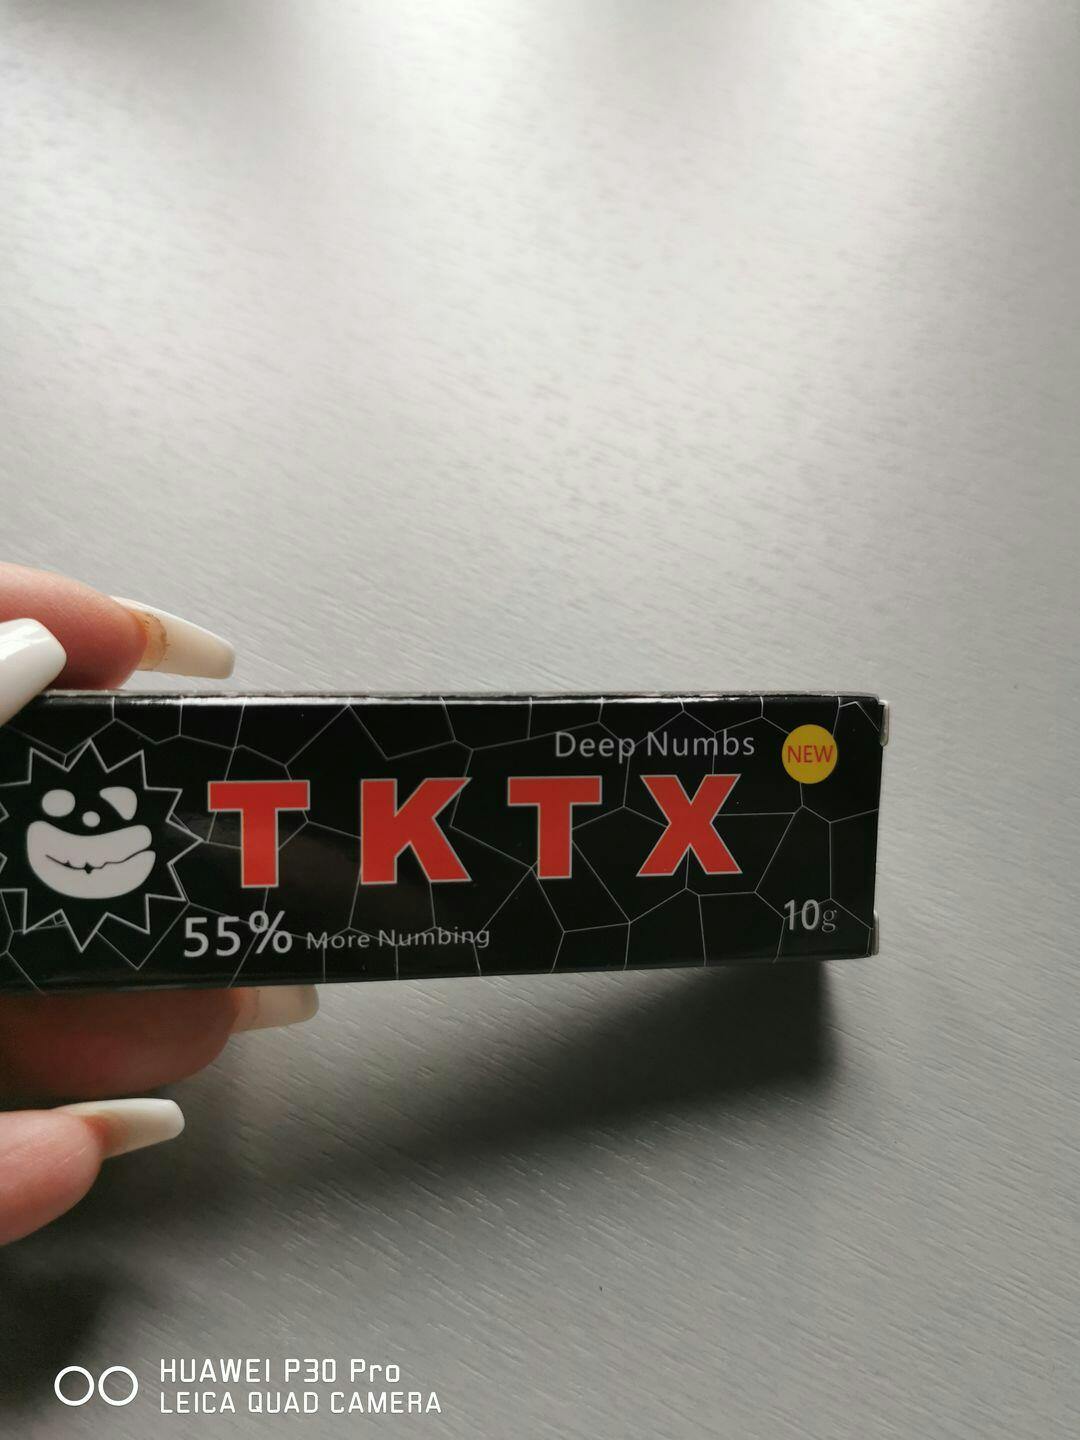 Deep Numbs
NEW
TKTX
55% More Numbing
10g
HUAWEI P30 Pro
LEICA QUAD CAMERA